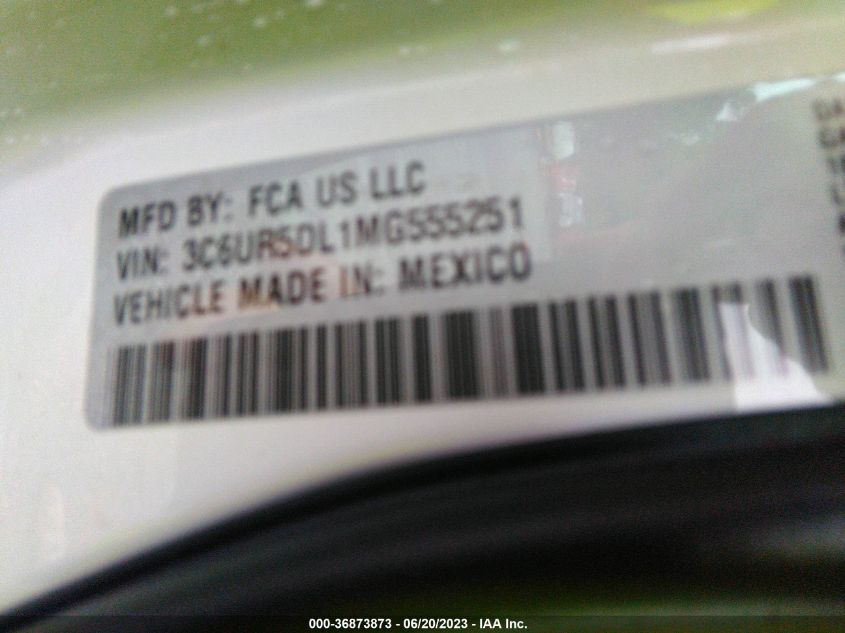 MFD BY: FCA US LLC
VIN: 3C6UR5DL1MG555251
VEHICLE MADE IN: MEXICO
000-36873873 - 06/20/2023 - IAA Inc.